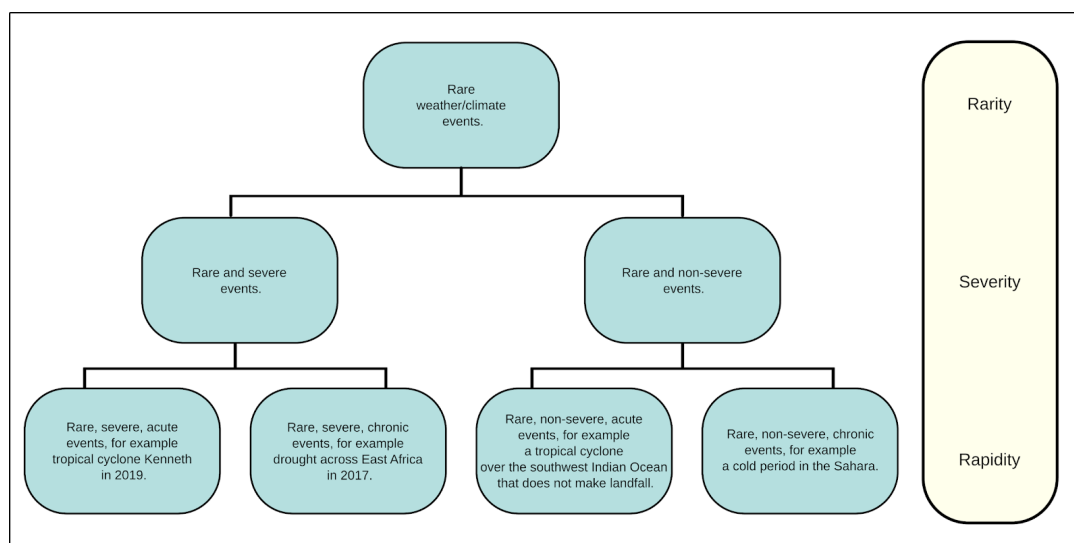 Rare
weather/climate
events.
Rarity
Rare and severe
events.
Rare and non-severe
events.
Severity
Rare, severe, acute
events, for example
tropical cyclone Kenneth
in 2019.
Rare, severe, chronic
events, for example
drought across East Africa
in 2017.
Rare, non-severe, acute
events, for example
a tropical cyclone
over the southwest Indian Ocean
that does not make landfall.
Rare, non-severe, chronic
events, for example
a cold period in the Sahara.
Rapidity